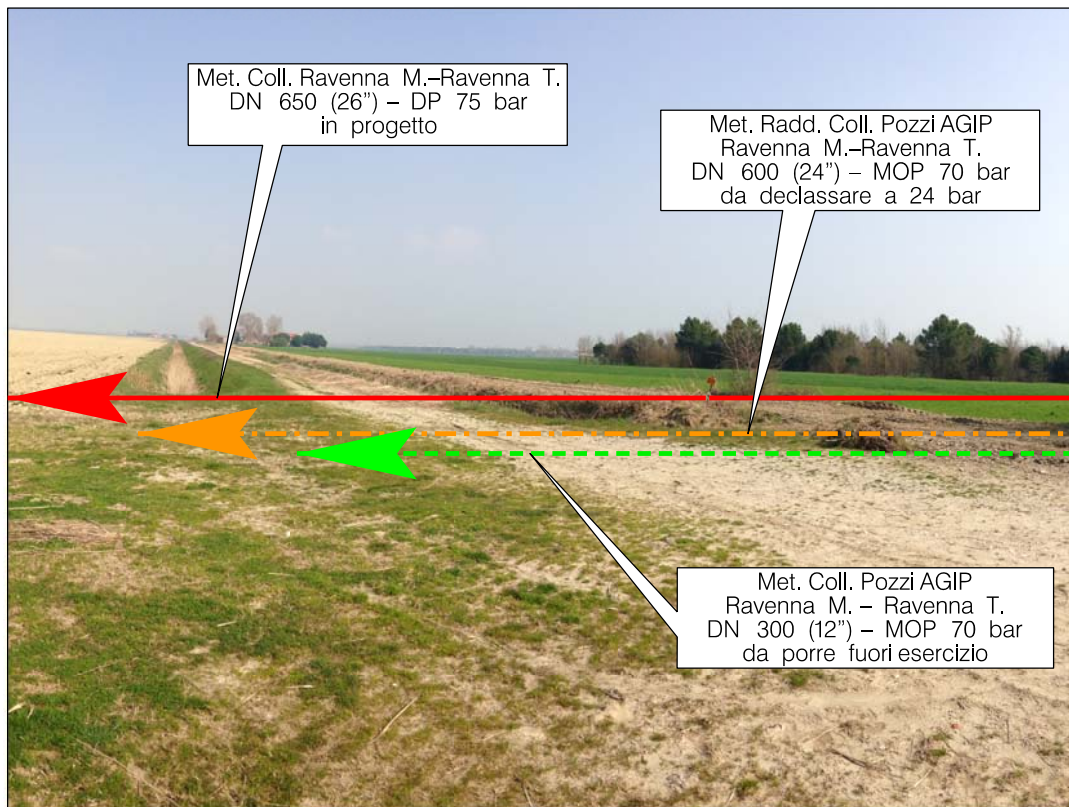 Met. Coll. Ravenna M.–Ravenna T.
DN 650 (26") – DP 75 bar
in progetto
Met. Radd. Coll. Pozzi AGIP
Ravenna M.–Ravenna T.
DN 600 (24") – MOP 70 bar
da declassare a 24 bar
Met. Coll. Pozzi AGIP
Ravenna M. – Ravenna T.
DN 300 (12") – MOP 70 bar
da porre fuori esercizio